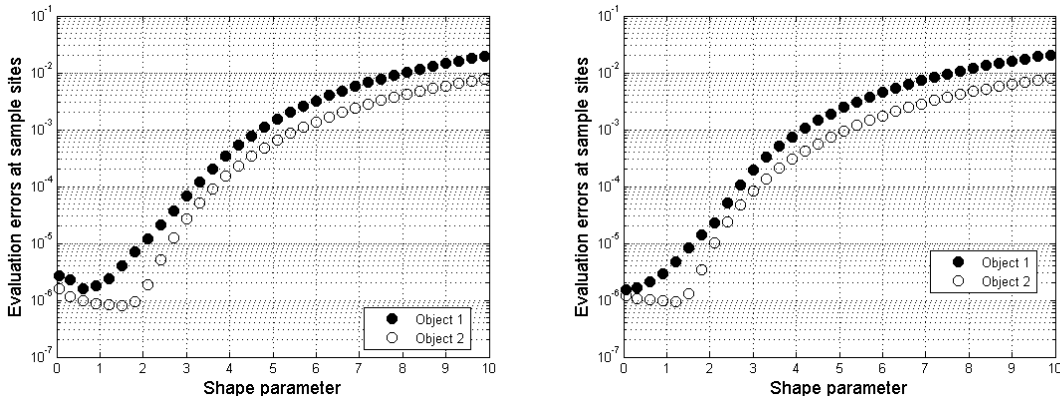 Evaluation errors at sample sites
10^-1
10^-2
10^-3
10^-4
10^-5
10^-6
10^-7
0 1 2 3 4 5 6 7 8 9 10
Shape parameter
Object 1
Object 2
Evaluation errors at sample sites
10^-1
10^-2
10^-3
10^-4
10^-5
10^-6
10^-7
0 1 2 3 4 5 6 7 8 9 10
Shape parameter
Object 1
Object 2